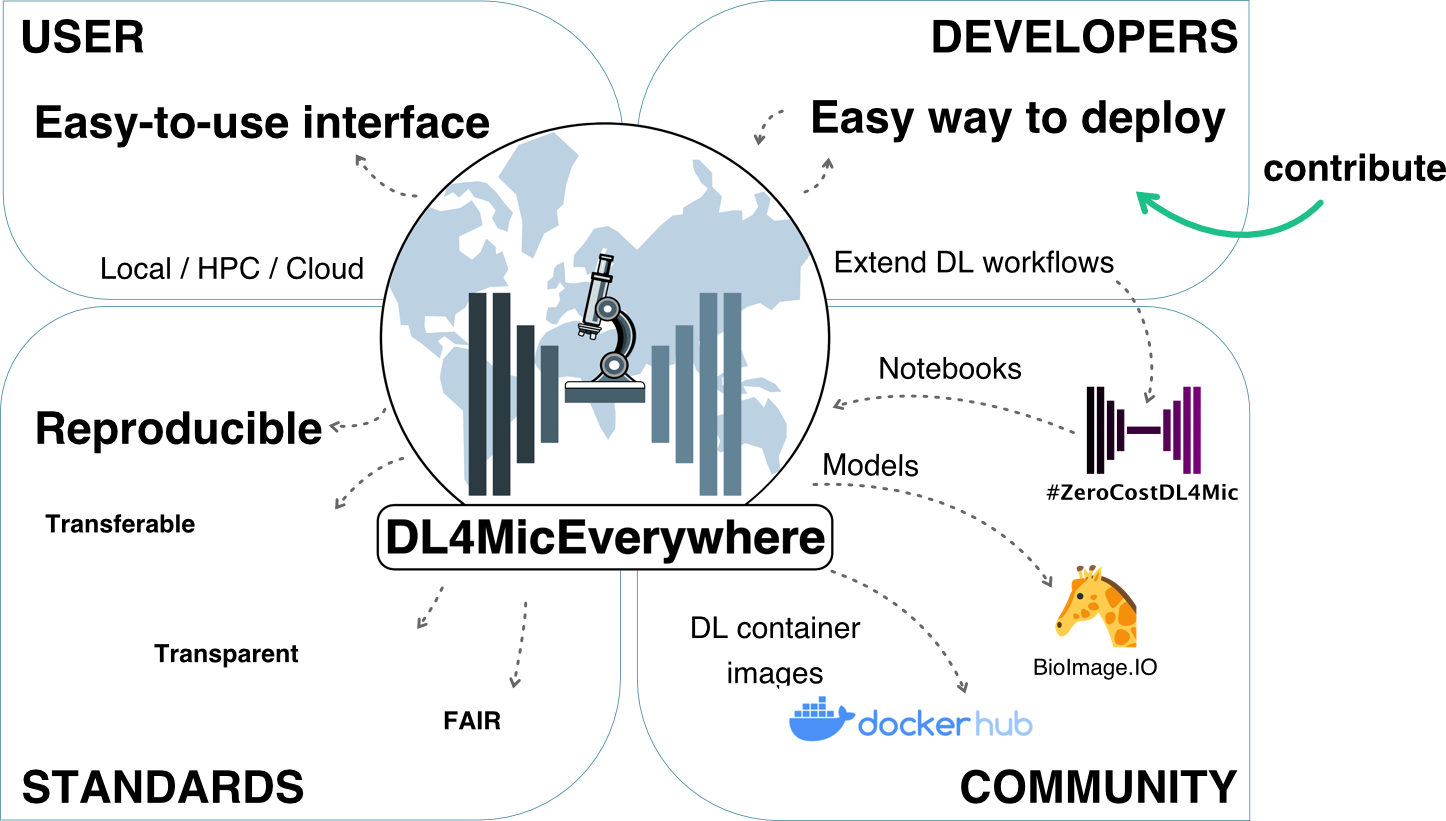 USER
Easy-to-use interface
Local / HPC / Cloud
DEVELOPERS
Easy way to deploy
contribute
Extend DL workflows
DL4MicEverywhere
STANDARDS
Reproducible
Transferable
Transparent
FAIR
Notebooks
#ZeroCostDL4Mic
Models
BioImage.IO
DL container
images
docker hub
COMMUNITY